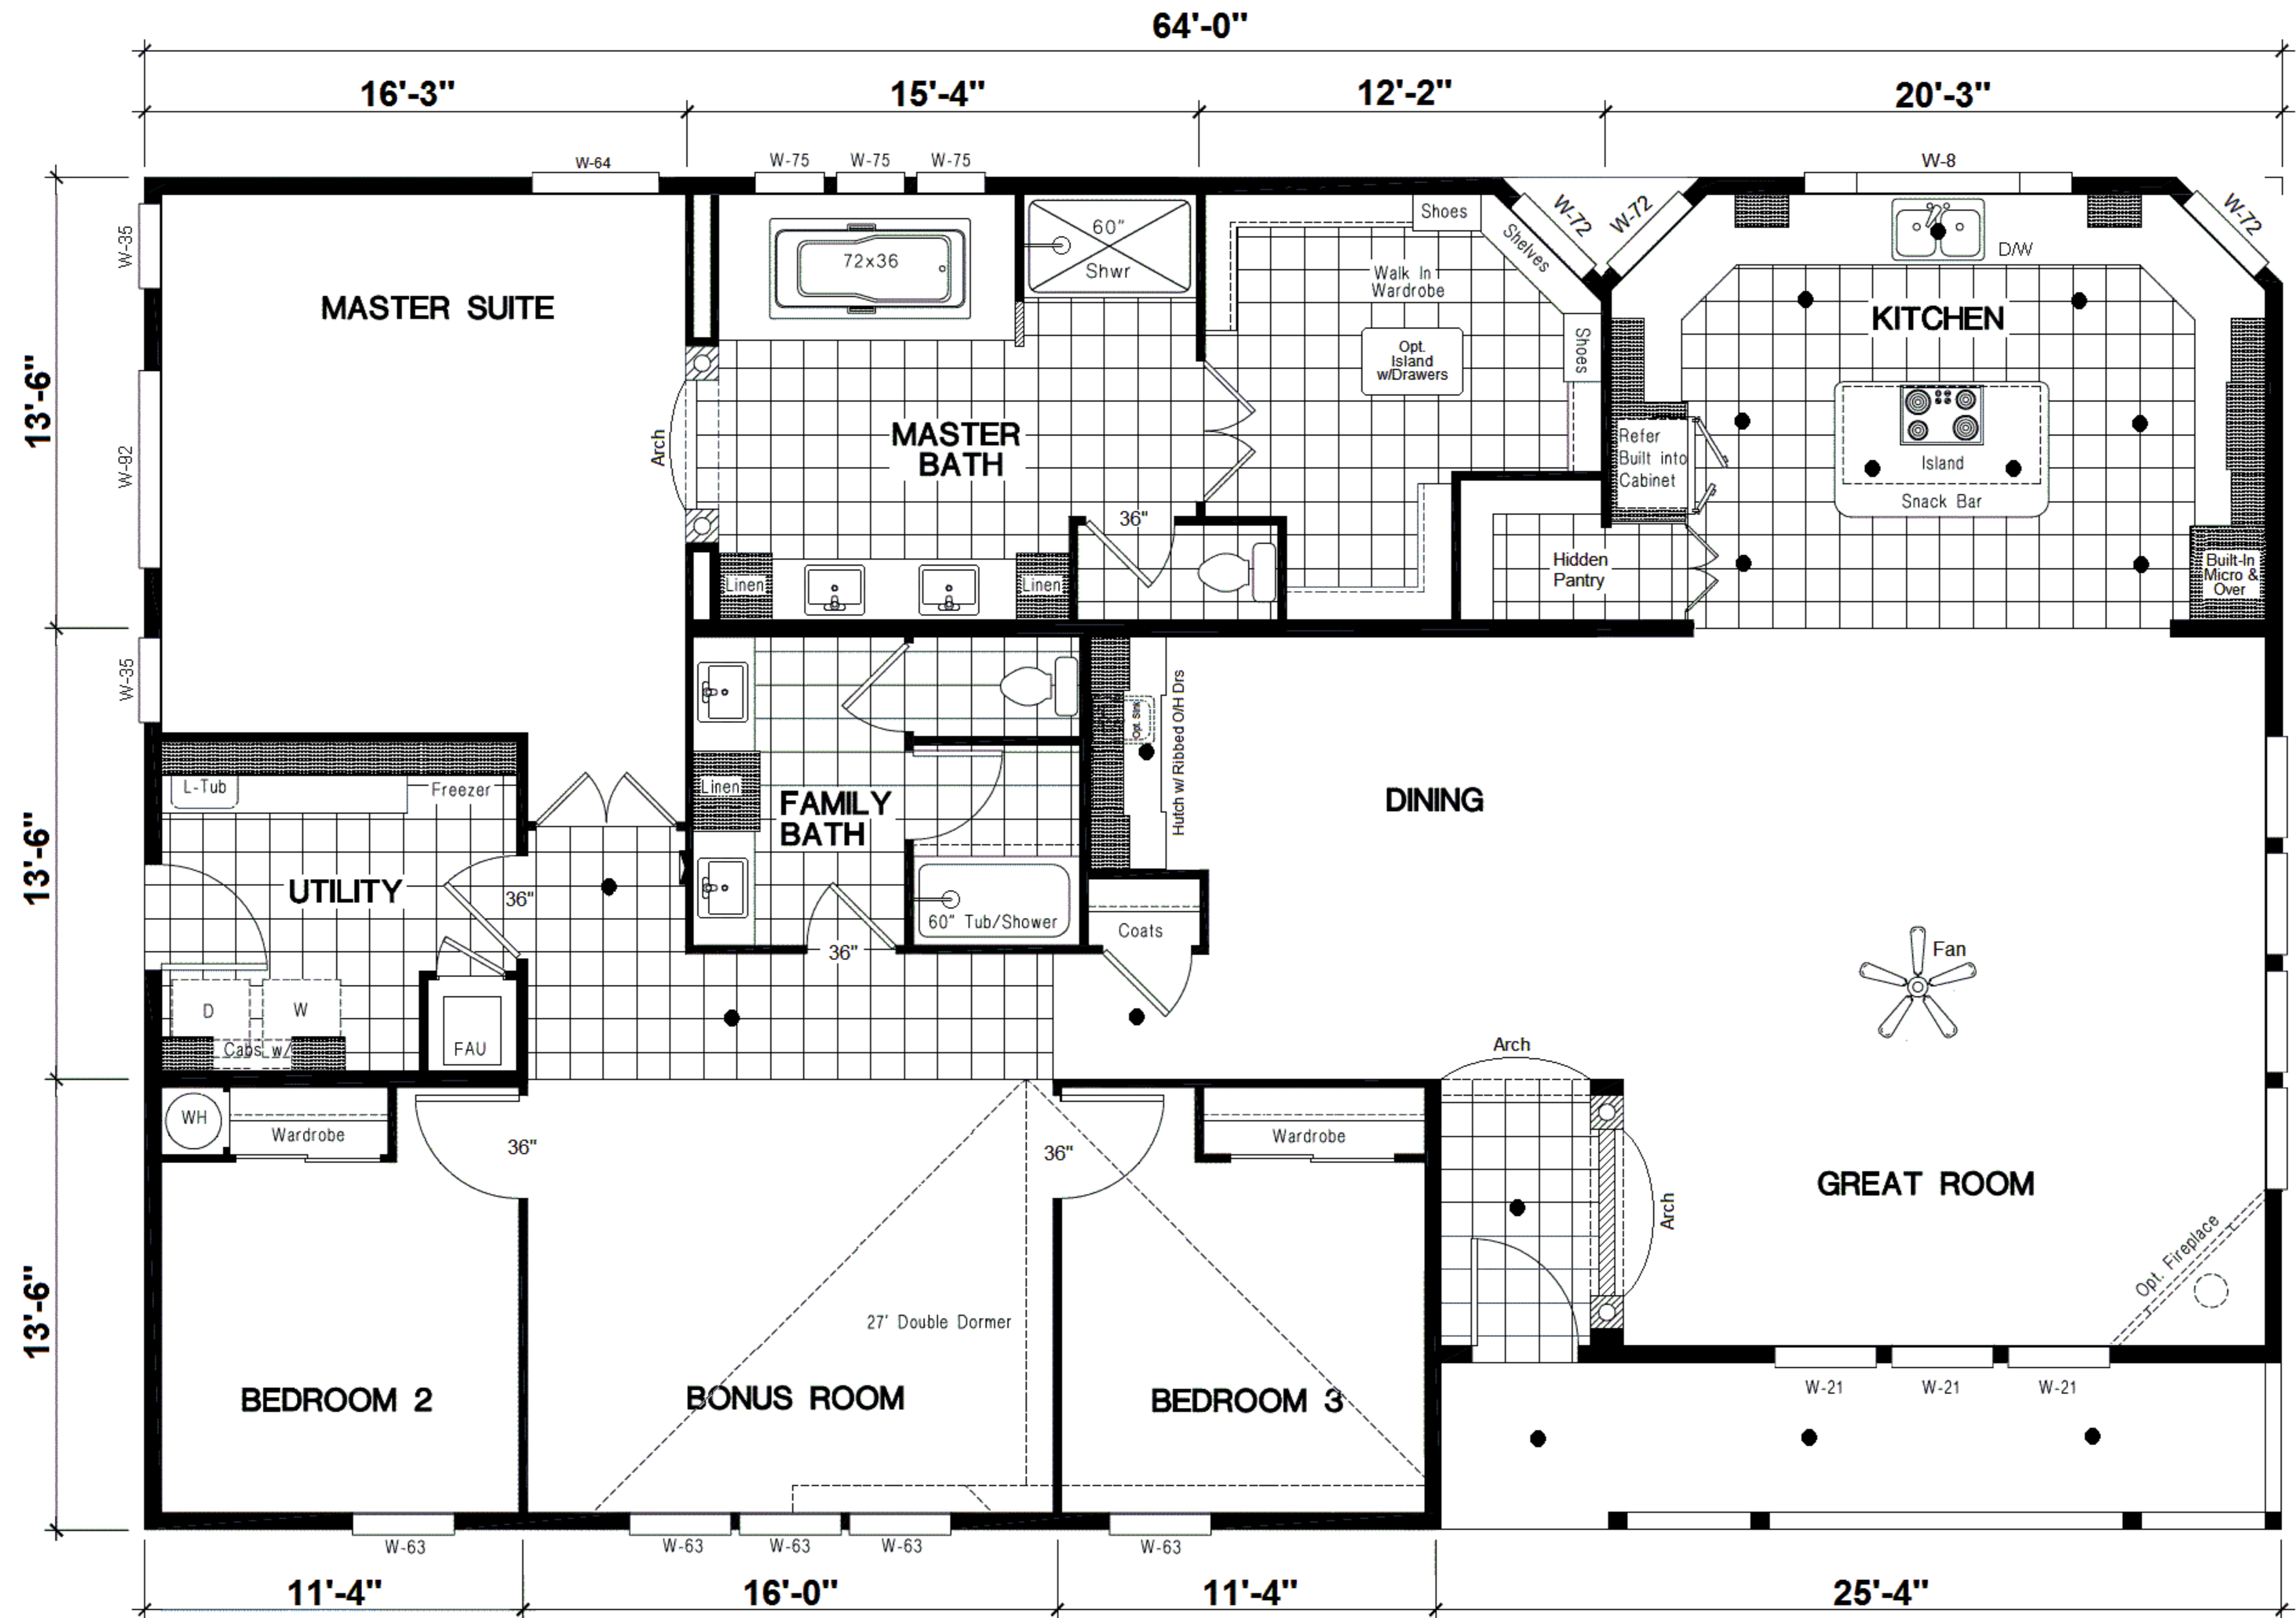 64'-0"
16'-3"
15'-4"
12'-2"
20'-3"
W-64
W-75
W-75
W-75
W-8
W-35
W-92
W-35
13'-6"
13'-6"
13'-6"
MASTER SUITE
72x36
60"
Shwr
Shoes
Shelves
W-72
W-72
W-72
Walk In
Wardrobe
Shoes
Opt.
Island
w/Drawers
D/W
KITCHEN
Arch
MASTER
BATH
Refer
Built into
Cabinet
Island
Snack Bar
36"
Linen
Linen
Hidden
Pantry
Built-In
Micro &
Over
L-Tub
Freezer
Linen
FAMILY
BATH
Opt. Sink
Hutch w/ Ribbed O/H Drs
DINING
UTILITY
36"
60" Tub/Shower
36"
Coats
Fan
D
W
Cabs w/
FAU
Arch
WH
Wardrobe
36"
36"
Wardrobe
Arch
GREAT ROOM
Opt. Fireplace
27' Double Dormer
BEDROOM 2
BONUS ROOM
BEDROOM 3
W-21
W-21
W-21
W-63
W-63
W-63
W-63
W-63
11'-4"
16'-0"
11'-4"
25'-4"